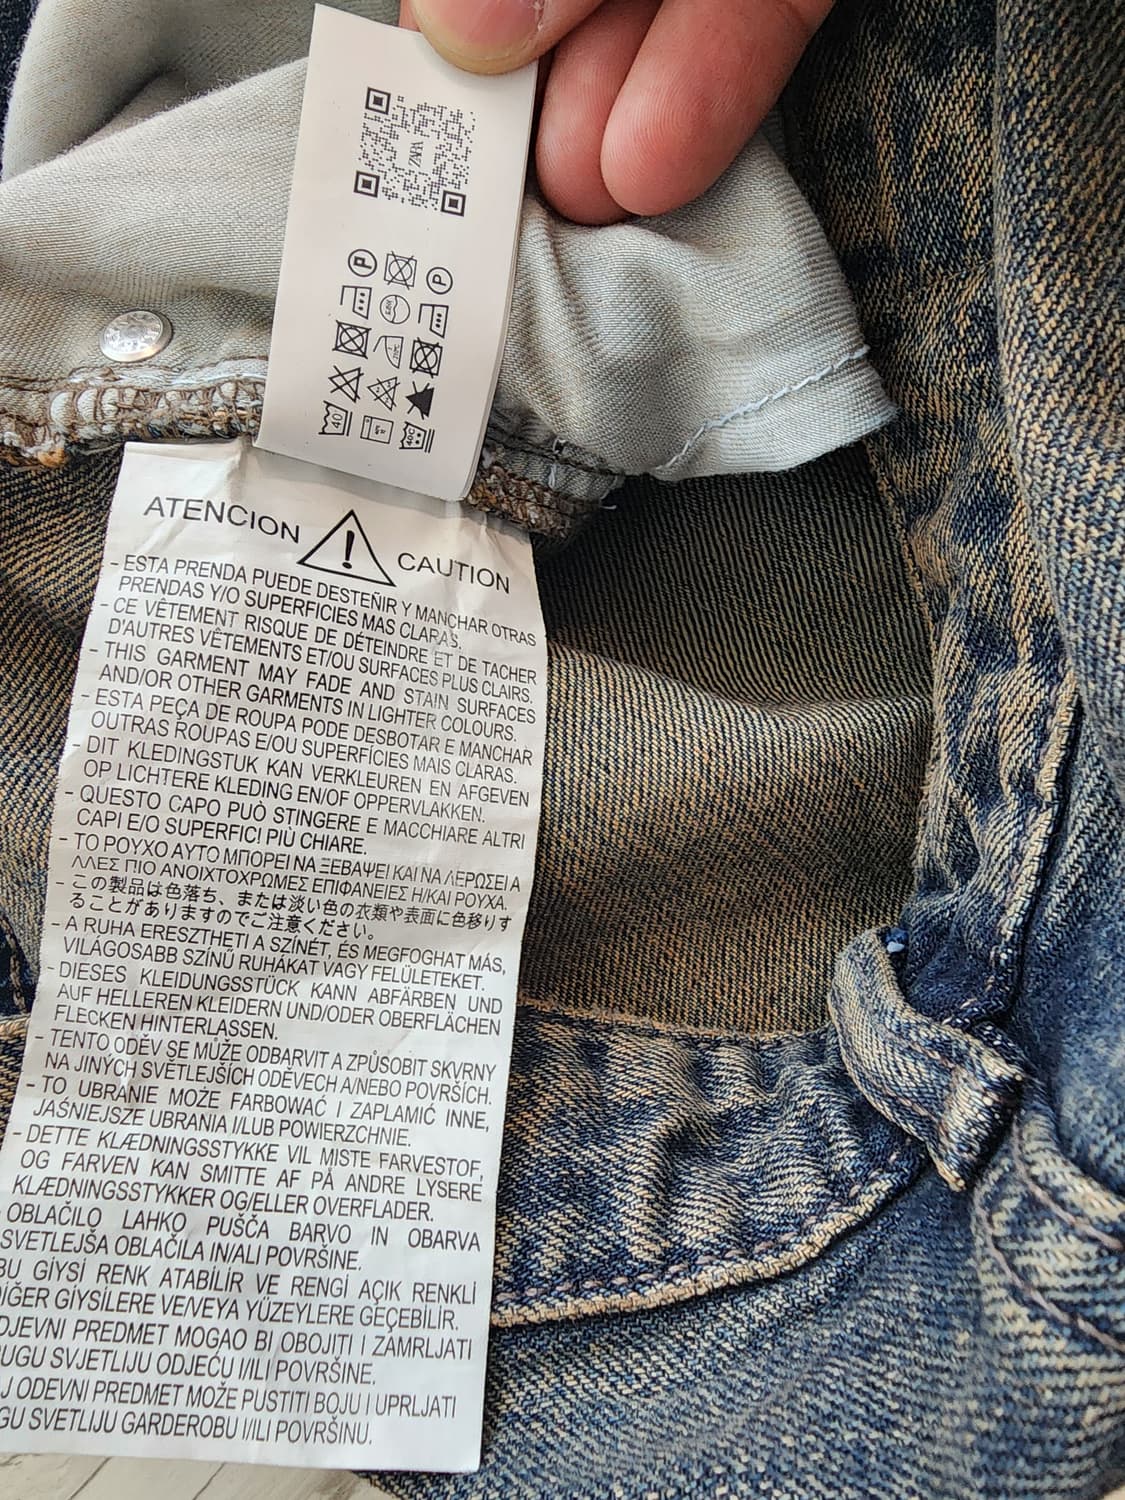 ZARA
P
P
40
ATENCION ! CAUTION
- ESTA PRENDA PUEDE DESTEÑIR Y MANCHAR OTRAS
PRENDAS Y/O SUPERFICIES MAS CLARAS.
- CE VÊTEMENT RISQUE DE DÉTEINDRE ET DE TACHER
D'AUTRES VÊTEMENTS ET/OU SURFACES PLUS CLAIRS.
- THIS GARMENT MAY FADE AND STAIN SURFACES
AND/OR OTHER GARMENTS IN LIGHTER COLOURS.
- ESTA PEÇA DE ROUPA PODE DESBOTAR E MANCHAR
OUTRAS ROUPAS E/OU SUPERFÍCIES MAIS CLARAS.
- DIT KLEDINGSTUK KAN VERKLEUREN EN AFGEVEN
OP LICHTERE KLEDING EN/OF OPPERVLAKKEN.
- QUESTO CAPO PUÒ STINGERE E MACCHIARE ALTRI
CAPI E/O SUPERFICI PIÙ CHIARE.
- ΤΟ ΡΟΥΧΟ ΑΥΤΟ ΜΠΟΡΕΙ ΝΑ ΞΕΒΑΨΕΙ ΚΑΙ ΝΑ ΛΕΡΩΣΕΙ Α
ΛΛΕΣ ΠΙΟ ΑΝΟΙΧΤΟΧΡΩΜΕΣ ΕΠΙΦΑΝΕΙΕΣ Η/ΚΑΙ ΡΟΥΧΑ.
- この製品は色落ち、または淡い色の衣類や表面に色移りす
ることがありますのでご注意ください。
- A RUHA ERESZTHETI A SZÍNÉT, ÉS MEGFOGHAT MÁS,
VILÁGOSABB SZÍNŰ RUHÁKAT VAGY FELÜLETEKET.
- DIESES KLEIDUNGSSTÜCK KANN ABFÄRBEN UND
AUF HELLEREN KLEIDERN UND/ODER OBERFLÄCHEN
FLECKEN HINTERLASSEN.
- TENTO ODĚV SE MŮŽE ODBARVIT A ZPŮSOBIT SKVRNY
NA JINÝCH SVĚTLEJŠÍCH ODĚVECH A/NEBO POVRŠÍCH.
- TO UBRANIE MOŻE FARBOWAĆ I ZAPLAMIĆ INNE,
JAŚNIEJSZE UBRANIA I/LUB POWIERZCHNIE.
- DETTE KLÆDNINGSSTYKKE VIL MISTE FARVESTOF,
OG FARVEN KAN SMITTE AF PÅ ANDRE LYSERE
KLÆDNINGSSTYKKER OG/ELLER OVERFLADER.
OBLAČILO LAHKO PUŠČA BARVO IN OBARVA
SVETLEJŠA OBLAČILA IN/ALI POVRŠINE.
BU GİYSİ RENK ATABİLİR VE RENGİ AÇIK RENKLİ
DİĞER GİYSİLERE VE/VEYA YÜZEYLERE GEÇEBİLİR.
ODJEVNI PREDMET MOGAO BI OBOJITI I ZAMRLJATI
UGU SVJETLIJU ODJEĆU I/ILI POVRŠINE.
J ODEVNI PREDMET MOŽE PUSTITI BOJU I UPRLJATI
GU SVETLIJU GARDEROBU I/ILI POVRŠINU.